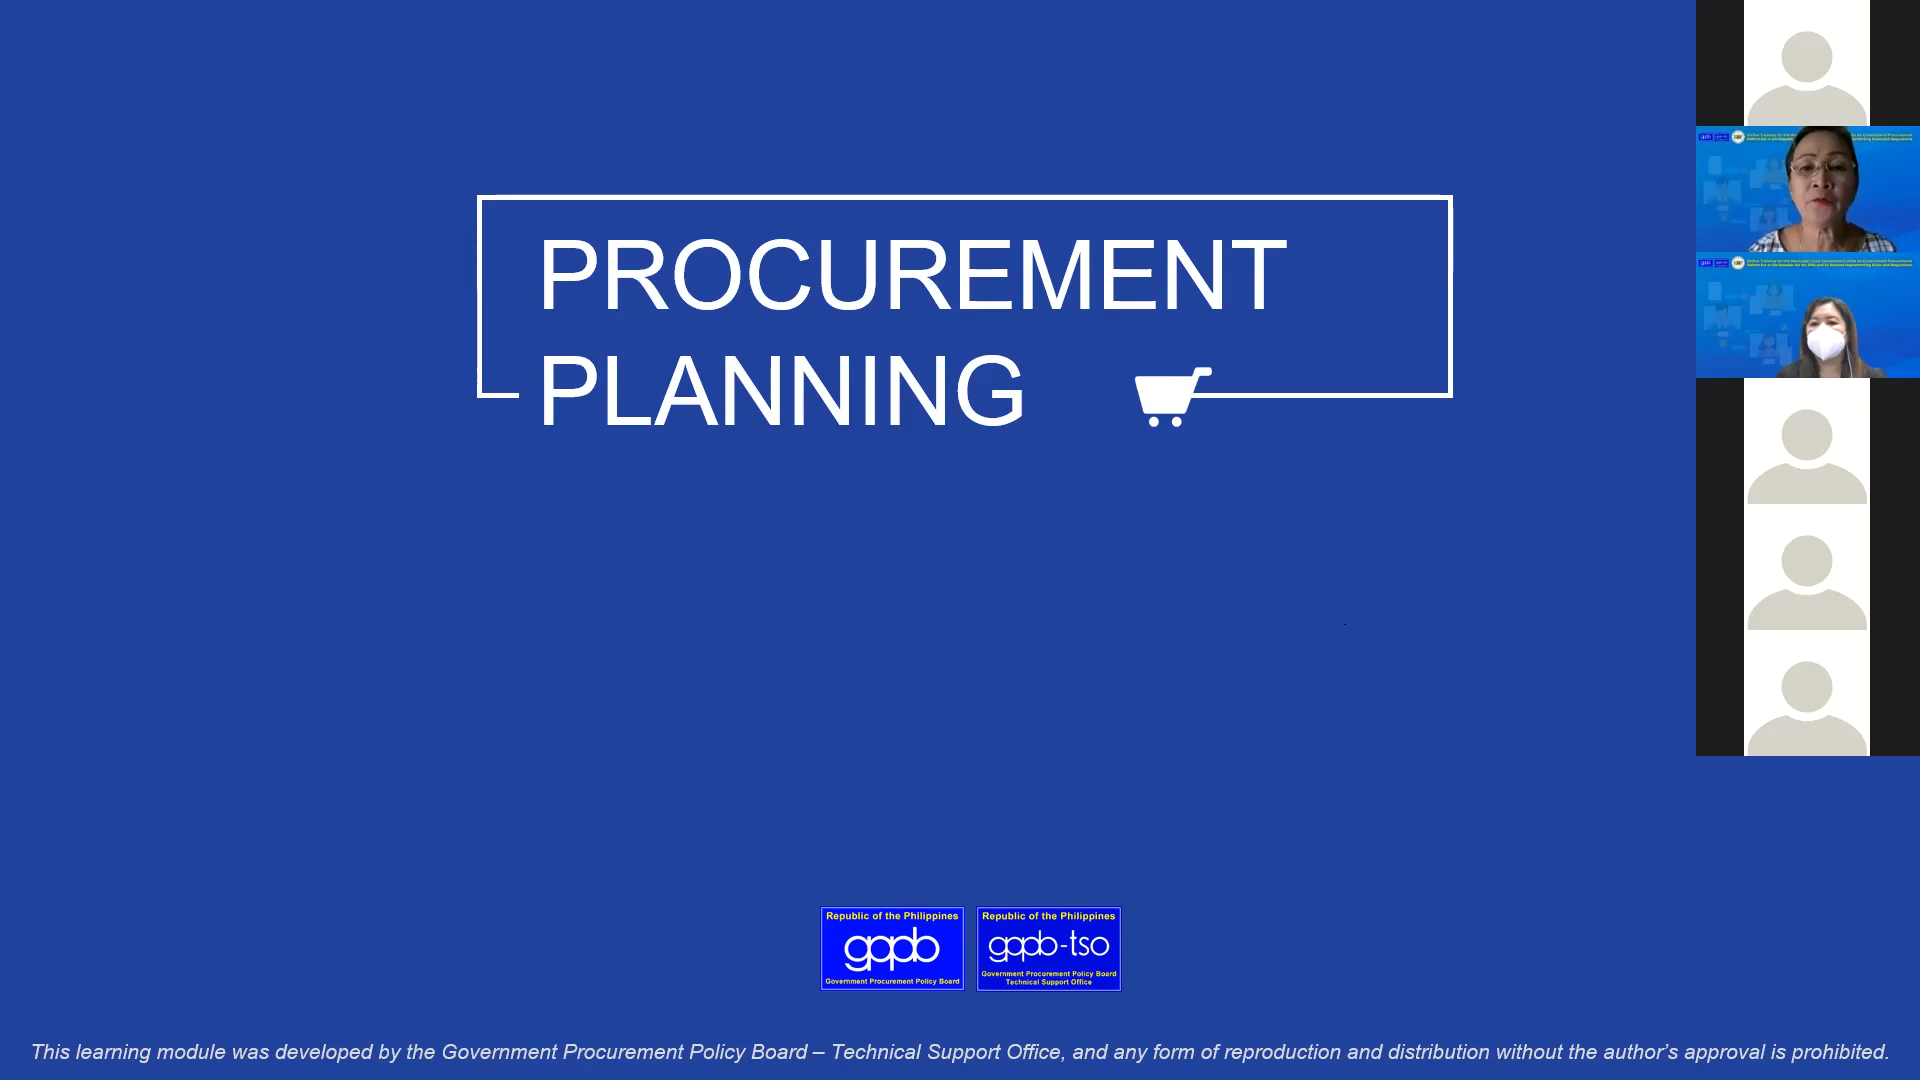 PROCUREMENT
PLANNING
Republic of the Philippines
gppb
Government Procurement Policy Board
Republic of the Philippines
gppb-tso
Government Procurement Policy Board
Technical Support Office
This learning module was developed by the Government Procurement Policy Board – Technical Support Office, and any form of reproduction and distribution without the author's approval is prohibited.